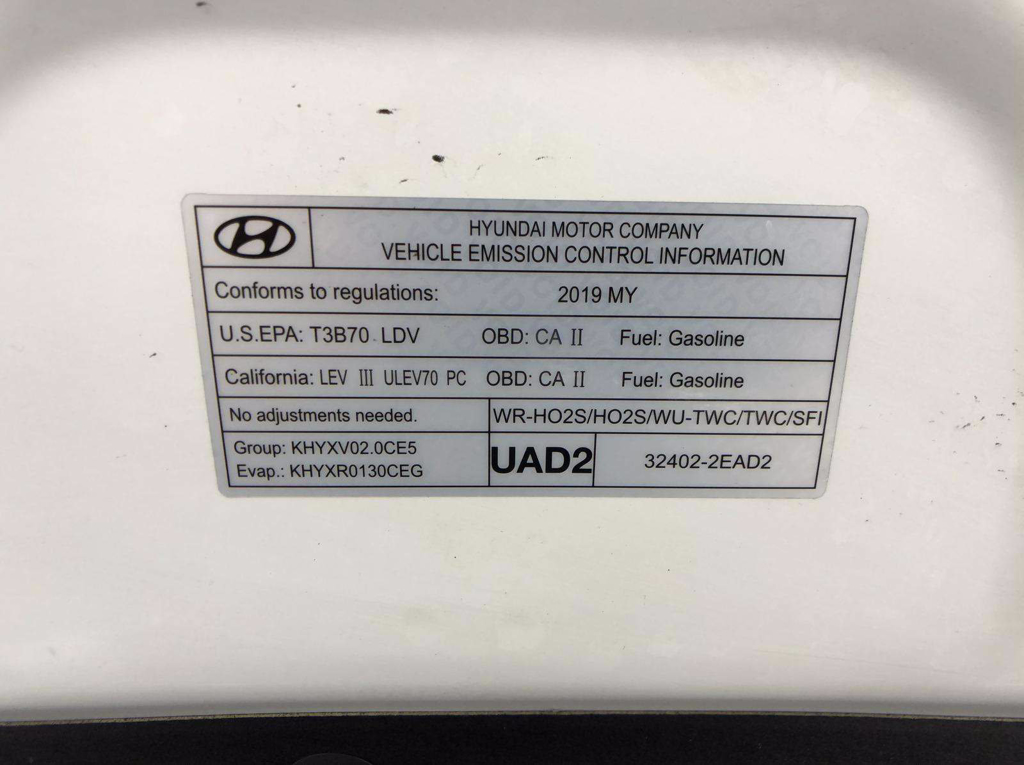 HYUNDAI MOTOR COMPANY
VEHICLE EMISSION CONTROL INFORMATION
Conforms to regulations: 2019 MY
U.S.EPA: T3B70 LDV OBD: CA II Fuel: Gasoline
California: LEV III ULEV70 PC OBD: CA II Fuel: Gasoline
No adjustments needed. WR-HO2S/HO2S/WU-TWC/TWC/SFI
Group: KHYXV02.0CE5
Evap.: KHYXR0130CEG
UAD2
32402-2EAD2